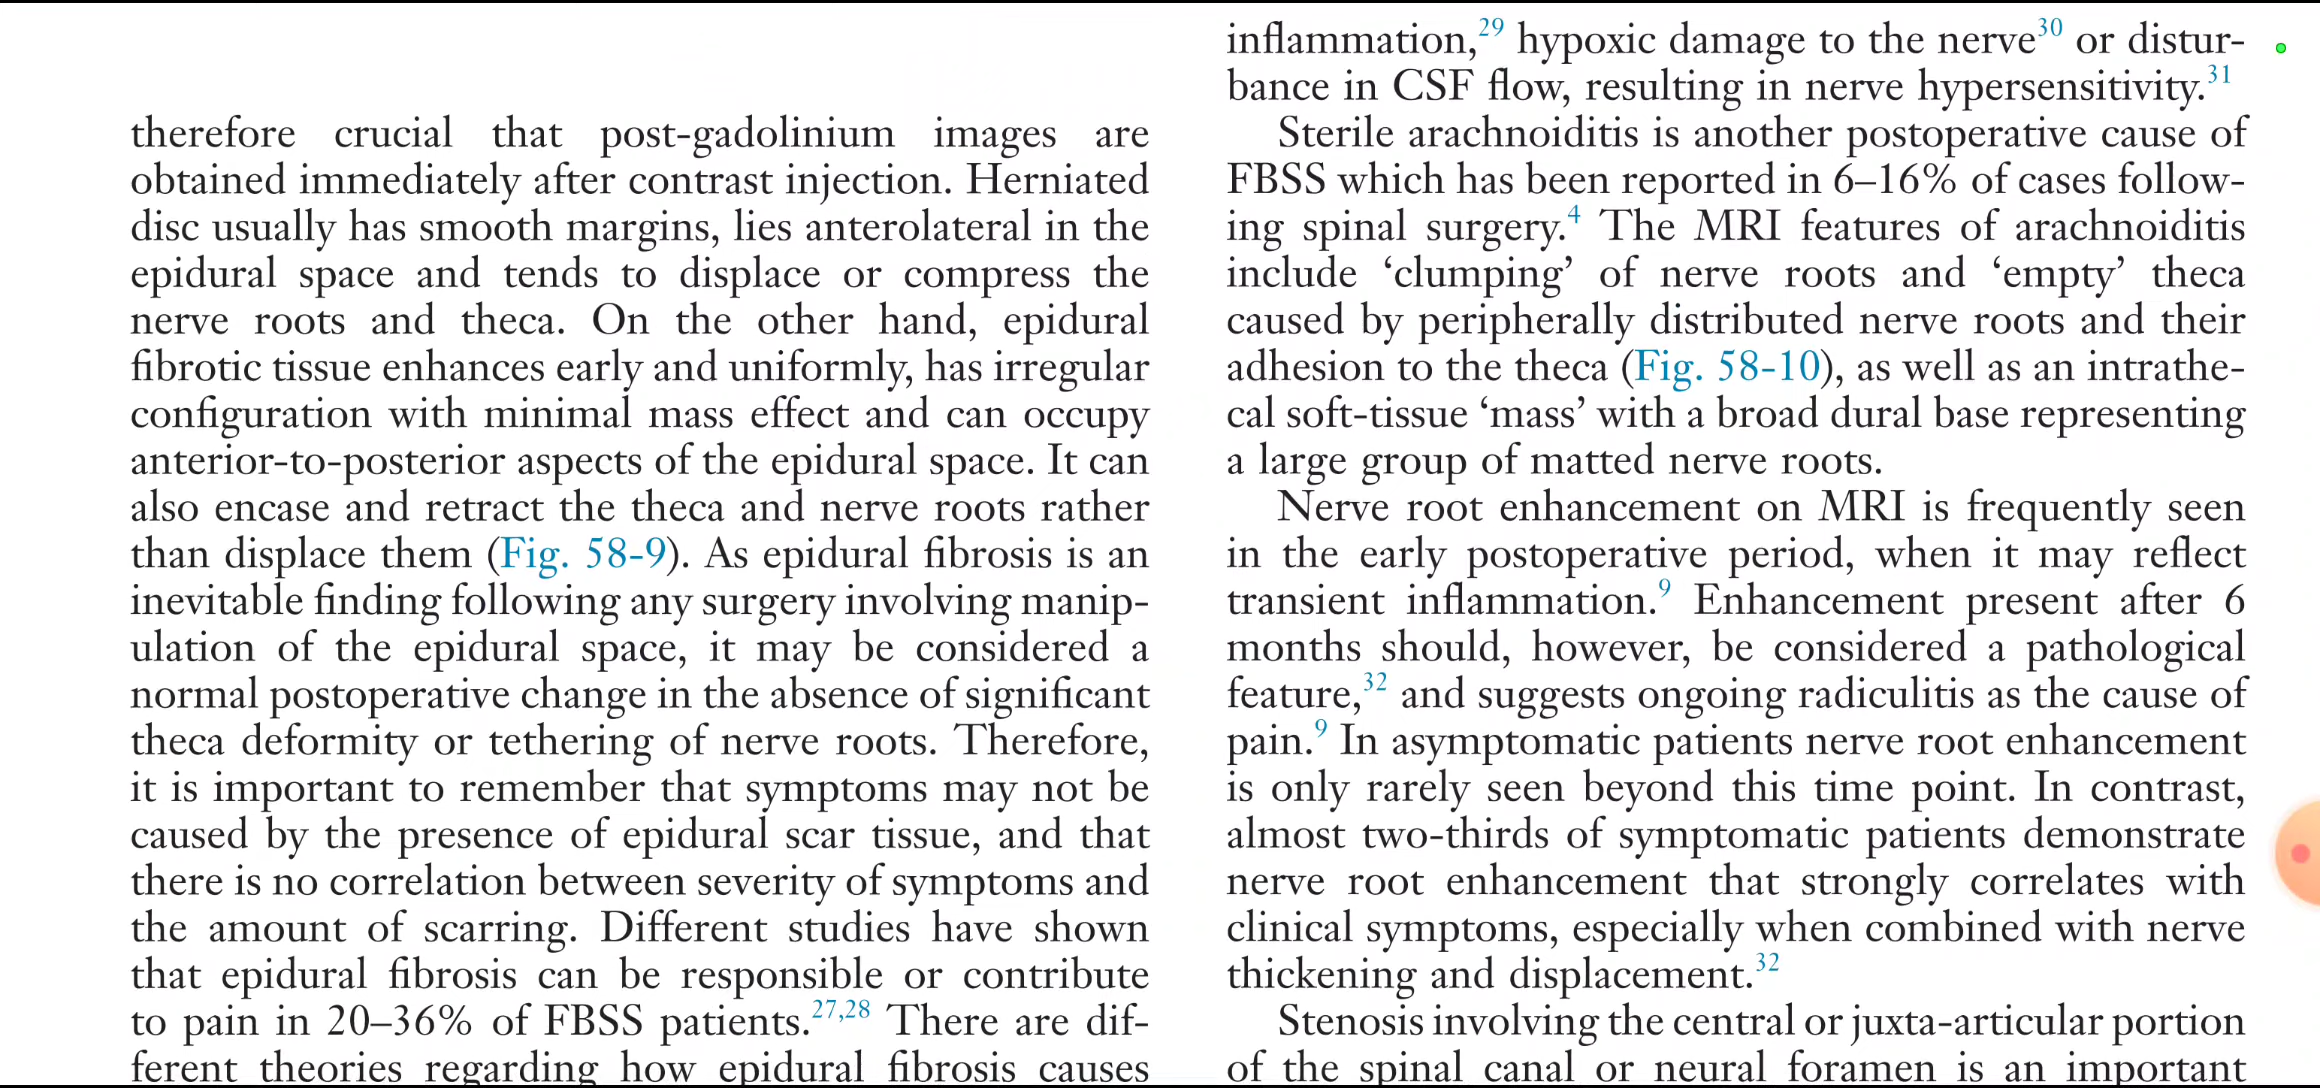 therefore crucial that post-gadolinium images are
obtained immediately after contrast injection. Herniated
disc usually has smooth margins, lies anterolateral in the
epidural space and tends to displace or compress the
nerve roots and theca. On the other hand, epidural
fibrotic tissue enhances early and uniformly, has irregular
configuration with minimal mass effect and can occupy
anterior-to-posterior aspects of the epidural space. It can
also encase and retract the theca and nerve roots rather
than displace them (Fig. 58-9). As epidural fibrosis is an
inevitable finding following any surgery involving manip-
ulation of the epidural space, it may be considered a
normal postoperative change in the absence of significant
theca deformity or tethering of nerve roots. Therefore,
it is important to remember that symptoms may not be
caused by the presence of epidural scar tissue, and that
there is no correlation between severity of symptoms and
the amount of scarring. Different studies have shown
that epidural fibrosis can be responsible or contribute
to pain in 20–36% of FBSS patients.27,28 There are dif-
ferent theories regarding how epidural fibrosis causes
inflammation,29 hypoxic damage to the nerve30 or distur-
bance in CSF flow, resulting in nerve hypersensitivity.31
Sterile arachnoiditis is another postoperative cause of
FBSS which has been reported in 6–16% of cases follow-
ing spinal surgery.4 The MRI features of arachnoiditis
include ‘clumping’ of nerve roots and ‘empty’ theca
caused by peripherally distributed nerve roots and their
adhesion to the theca (Fig. 58-10), as well as an intrathe-
cal soft-tissue ‘mass’ with a broad dural base representing
a large group of matted nerve roots.
Nerve root enhancement on MRI is frequently seen
in the early postoperative period, when it may reflect
transient inflammation.9 Enhancement present after 6
months should, however, be considered a pathological
feature,32 and suggests ongoing radiculitis as the cause of
pain.9 In asymptomatic patients nerve root enhancement
is only rarely seen beyond this time point. In contrast,
almost two-thirds of symptomatic patients demonstrate
nerve root enhancement that strongly correlates with
clinical symptoms, especially when combined with nerve
thickening and displacement.32
Stenosis involving the central or juxta-articular portion
of the spinal canal or neural foramen is an important